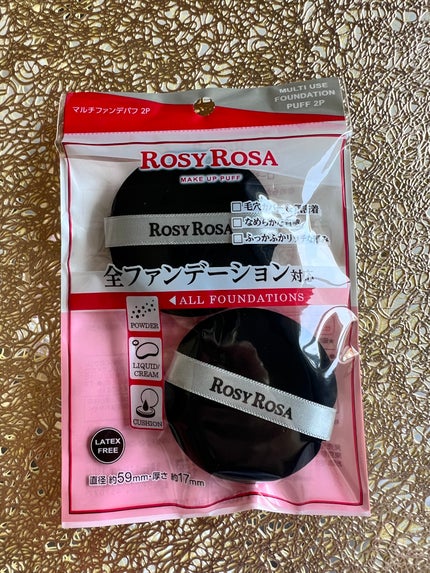 マルチファンデパフ 2P
MULTI USE
FOUNDATION
PUFF 2P
ROSY ROSA
MAKE UP PUFF
ROSY ROSA
全ファンデーション対応
ALL FOUNDATIONS
POWDER
LIQUID/
CREAM
CUSHION
ROSY ROSA
LATEX
FREE
直径 約59mm・厚さ 約17mm